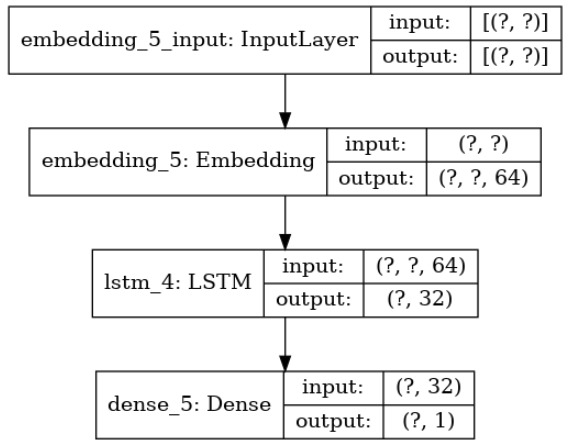 embedding_5_input: InputLayer
input: [(?, ?)]
output: [(?, ?)]
embedding_5: Embedding
input: (?, ?)
output: (?, ?, 64)
lstm_4: LSTM
input: (?, ?, 64)
output: (?, 32)
dense_5: Dense
input: (?, 32)
output: (?, 1)